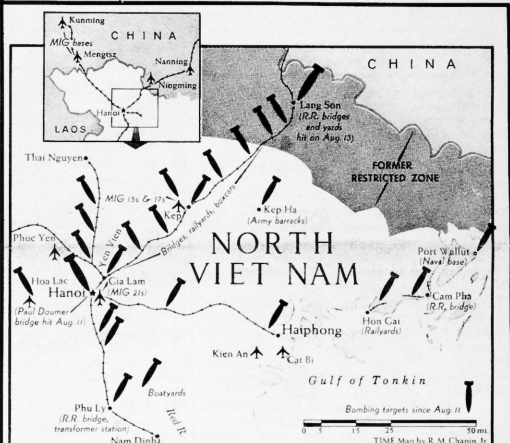 Kunming
CHINA
MIG bases
Mengtsz
Nanning
Ningming
Hanoi
LAOS
CHINA
Lang Son
(R.R. bridges
and yards
hit on Aug. 13)
FORMER
RESTRICTED ZONE
Thai Nguyen
MIG 15s & 17s
Kep
Bridges, railyards, boxcars
Kep Ha
(Army barracks)
Phuc Yen
Yen Vien
NORTH
VIET NAM
Port Wallut
(Naval base)
Hoa Lac
Hanoi
Gia Lam
(MIG 21s)
(Paul Doumer
bridge hit Aug. 11)
Cam Pha
(R.R. bridge)
Hon Gai
(Railyards)
Haiphong
Kien An
Cat Bi
Gulf of Tonkin
Boatyards
Phu Ly
(R.R. bridge,
transformer station)
Red R.
Nam Dinh
Bombing targets since Aug. 11
0 5 15 25 50 mi.
TIME Map by R. M. Chapin, Jr.